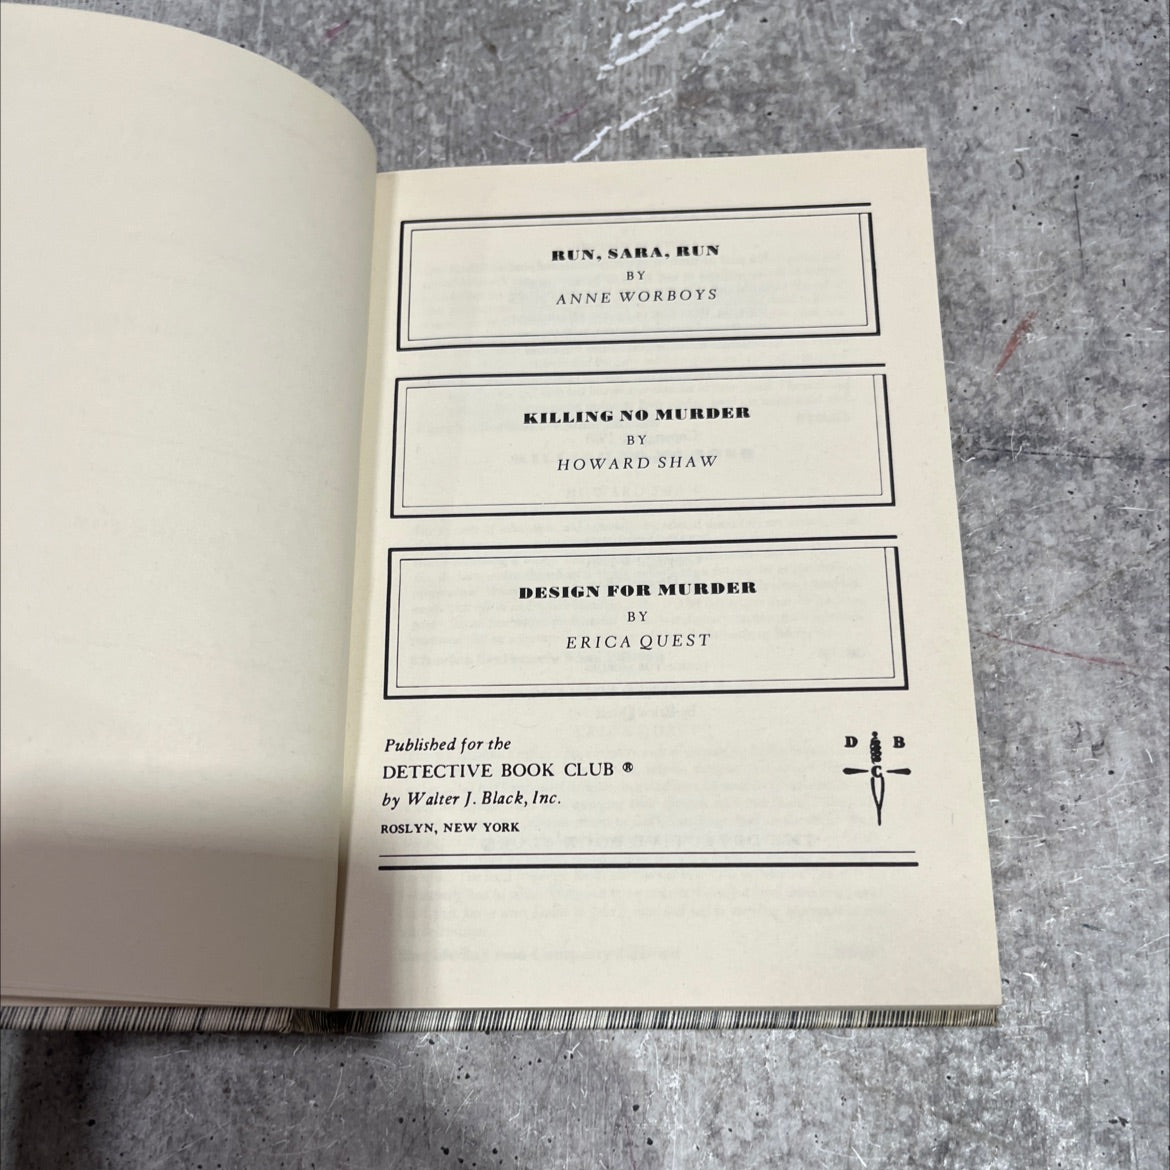 RUN, SARA, RUN
BY
ANNE WORBOYS
KILLING NO MURDER
BY
HOWARD SHAW
DESIGN FOR MURDER
BY
ERICA QUEST
Published for the
DETECTIVE BOOK CLUB ®
by Walter J. Black, Inc.
ROSLYN, NEW YORK
D B
C